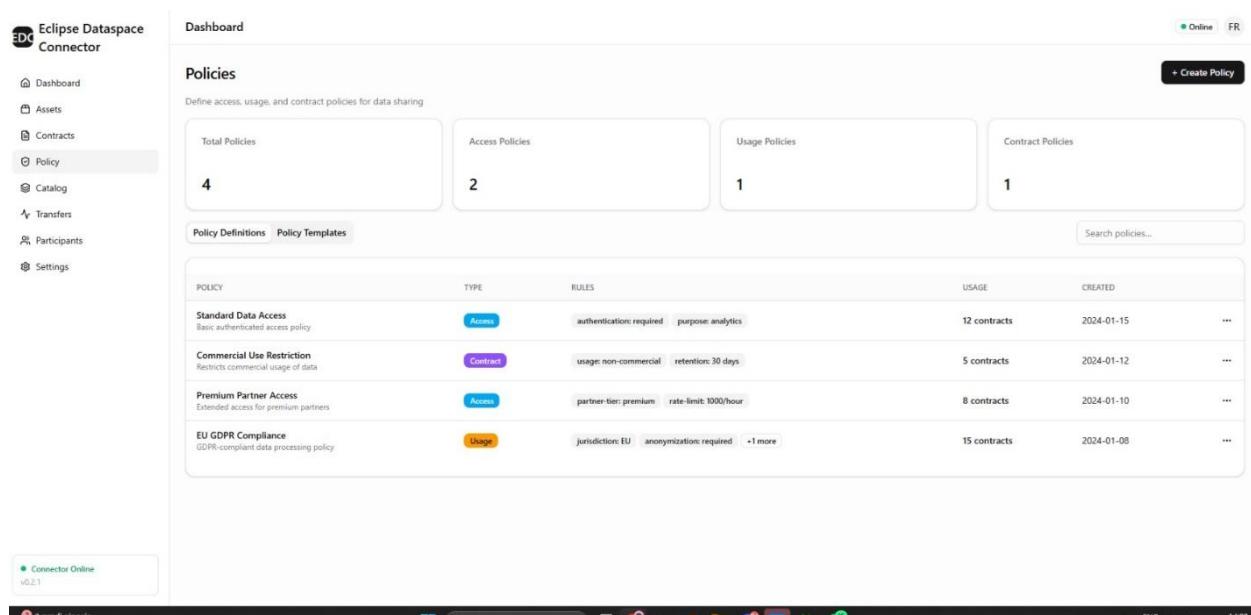 EDC
Eclipse Dataspace
Connector
Dashboard
Assets
Contracts
Policy
Catalog
Transfers
Participants
Settings
Connector Online
v0.2.1
Dashboard
Online FR
Policies
+ Create Policy
Define access, usage, and contract policies for data sharing
Total Policies Access Policies Usage Policies Contract Policies
4 2 1 1
Policy Definitions Policy Templates Search policies...
POLICY TYPE RULES USAGE CREATED
Standard Data Access Access authentication: required purpose: analytics 12 contracts 2024-01-15 ...
Basic authenticated access policy
Commercial Use Restriction Contract usage: non-commercial retention: 30 days 5 contracts 2024-01-12 ...
Restricts commercial usage of data
Premium Partner Access Access partner-tier: premium rate-limit: 1000/hour 8 contracts 2024-01-10 ...
Extended access for premium partners
EU GDPR Compliance Usage jurisdiction: EU anonymization: required +1 more 15 contracts 2024-01-08 ...
GDPR-compliant data processing policy